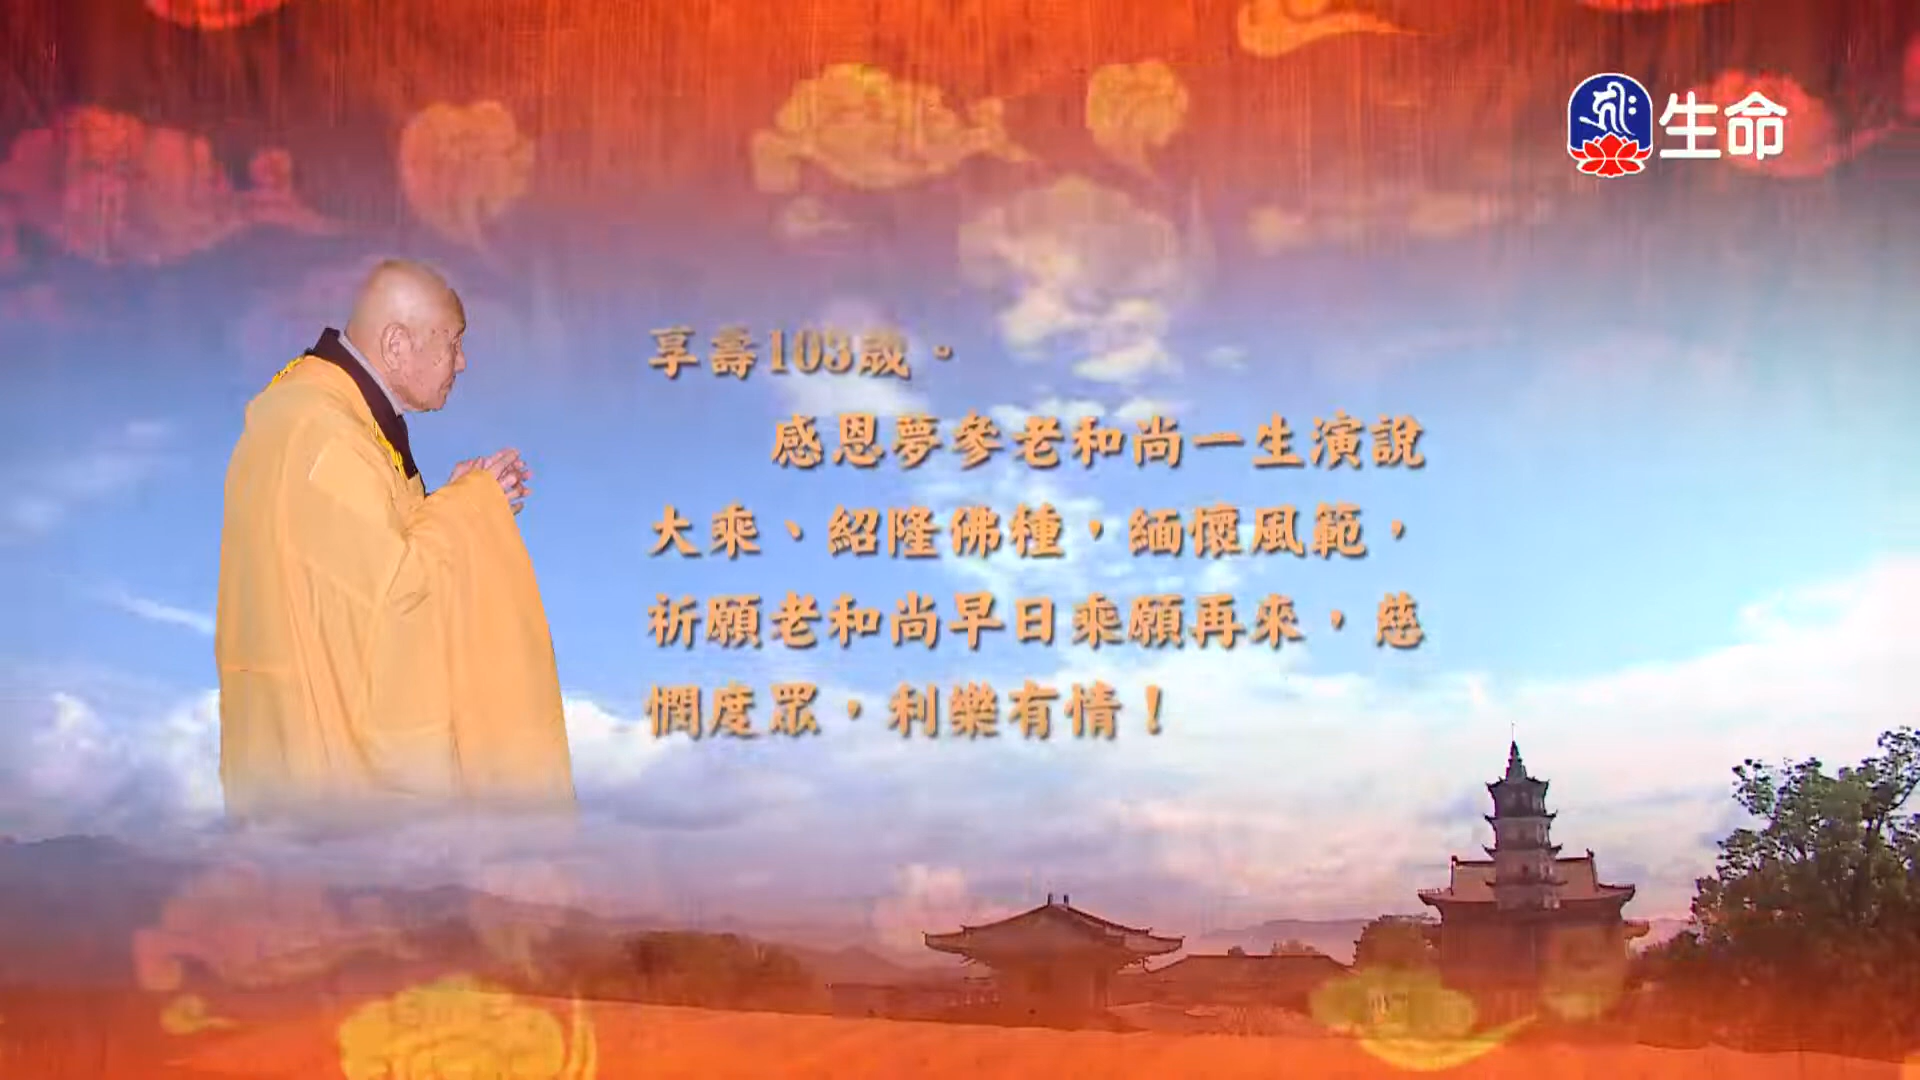 生命
享壽103歲。
感恩夢參老和尚一生演說
大乘、紹隆佛種，緬懷風範，
祈願老和尚早日乘願再來，慈
憫度眾，利樂有情！